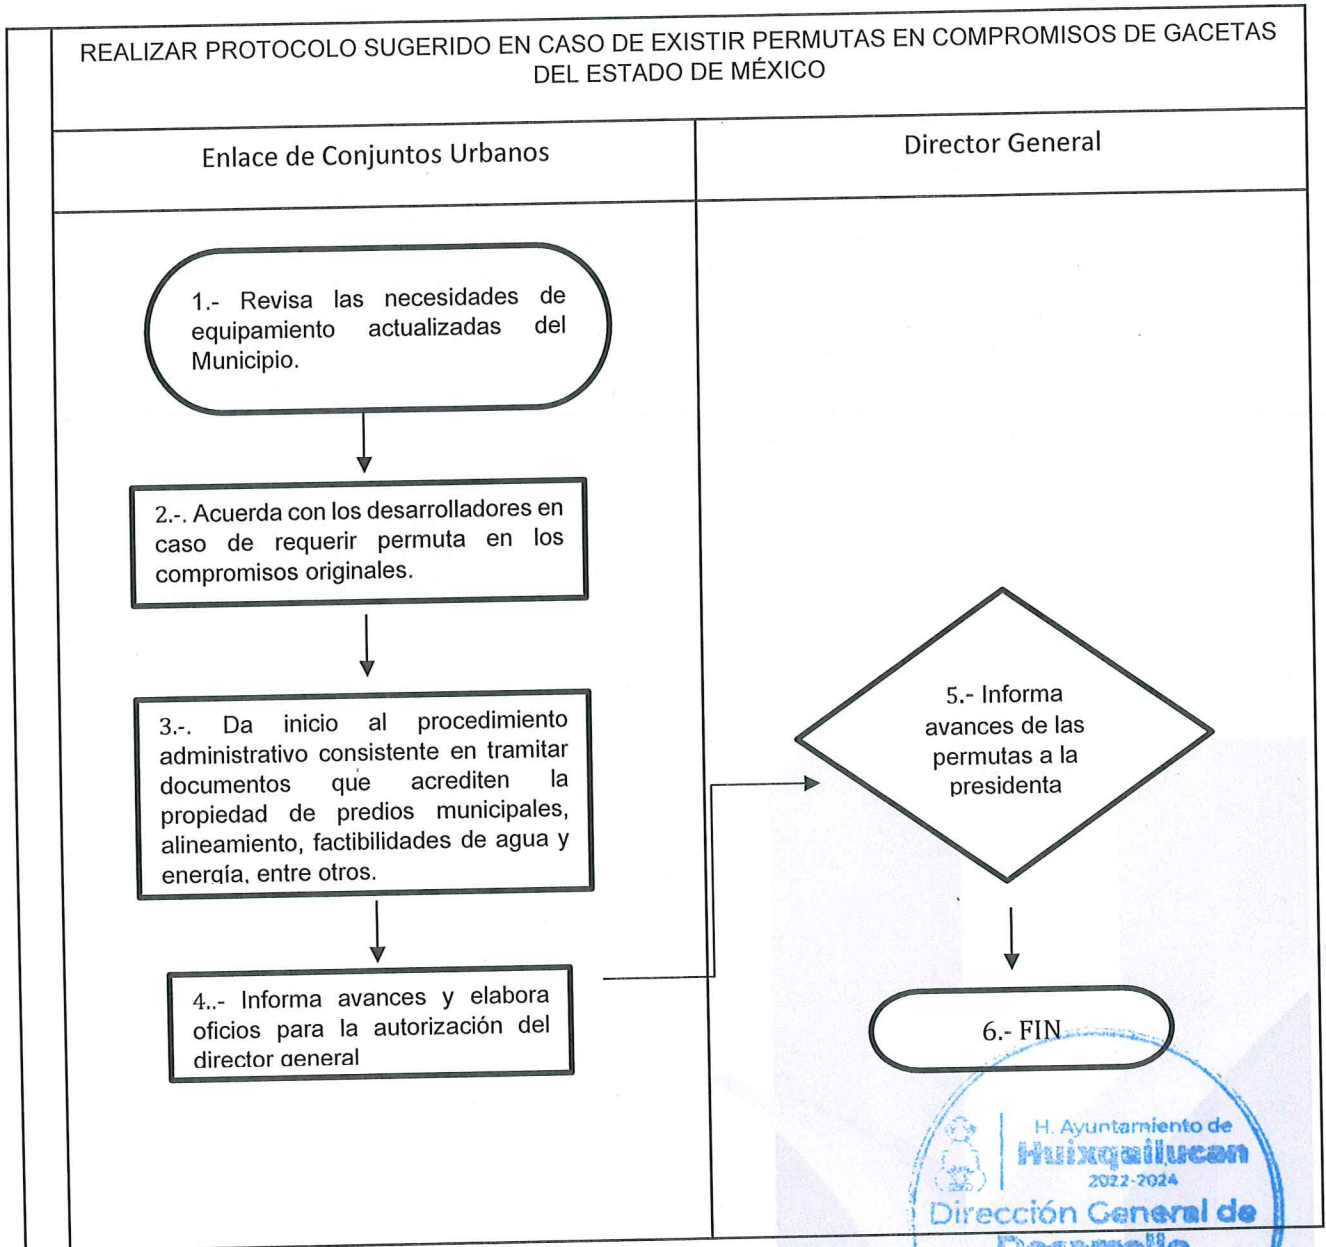 REALIZAR PROTOCOLO SUGERIDO EN CASO DE EXISTIR PERMUTAS EN COMPROMISOS DE GACETAS
DEL ESTADO DE MÉXICO
Enlace de Conjuntos Urbanos
Director General
1.- Revisa las necesidades de
equipamiento actualizadas del
Municipio.
2.-. Acuerda con los desarrolladores en
caso de requerir permuta en los
compromisos originales.
3.-. Da inicio al procedimiento
administrativo consistente en tramitar
documentos que acrediten la
propiedad de predios municipales,
alineamiento, factibilidades de agua y
energía, entre otros.
4..- Informa avances y elabora
oficios para la autorización del
director general
5.- Informa
avances de las
permutas a la
presidenta
6.- FIN
H. Ayuntamiento de
Huixquilucan
2022-2024
Dirección General de
Desarrollo